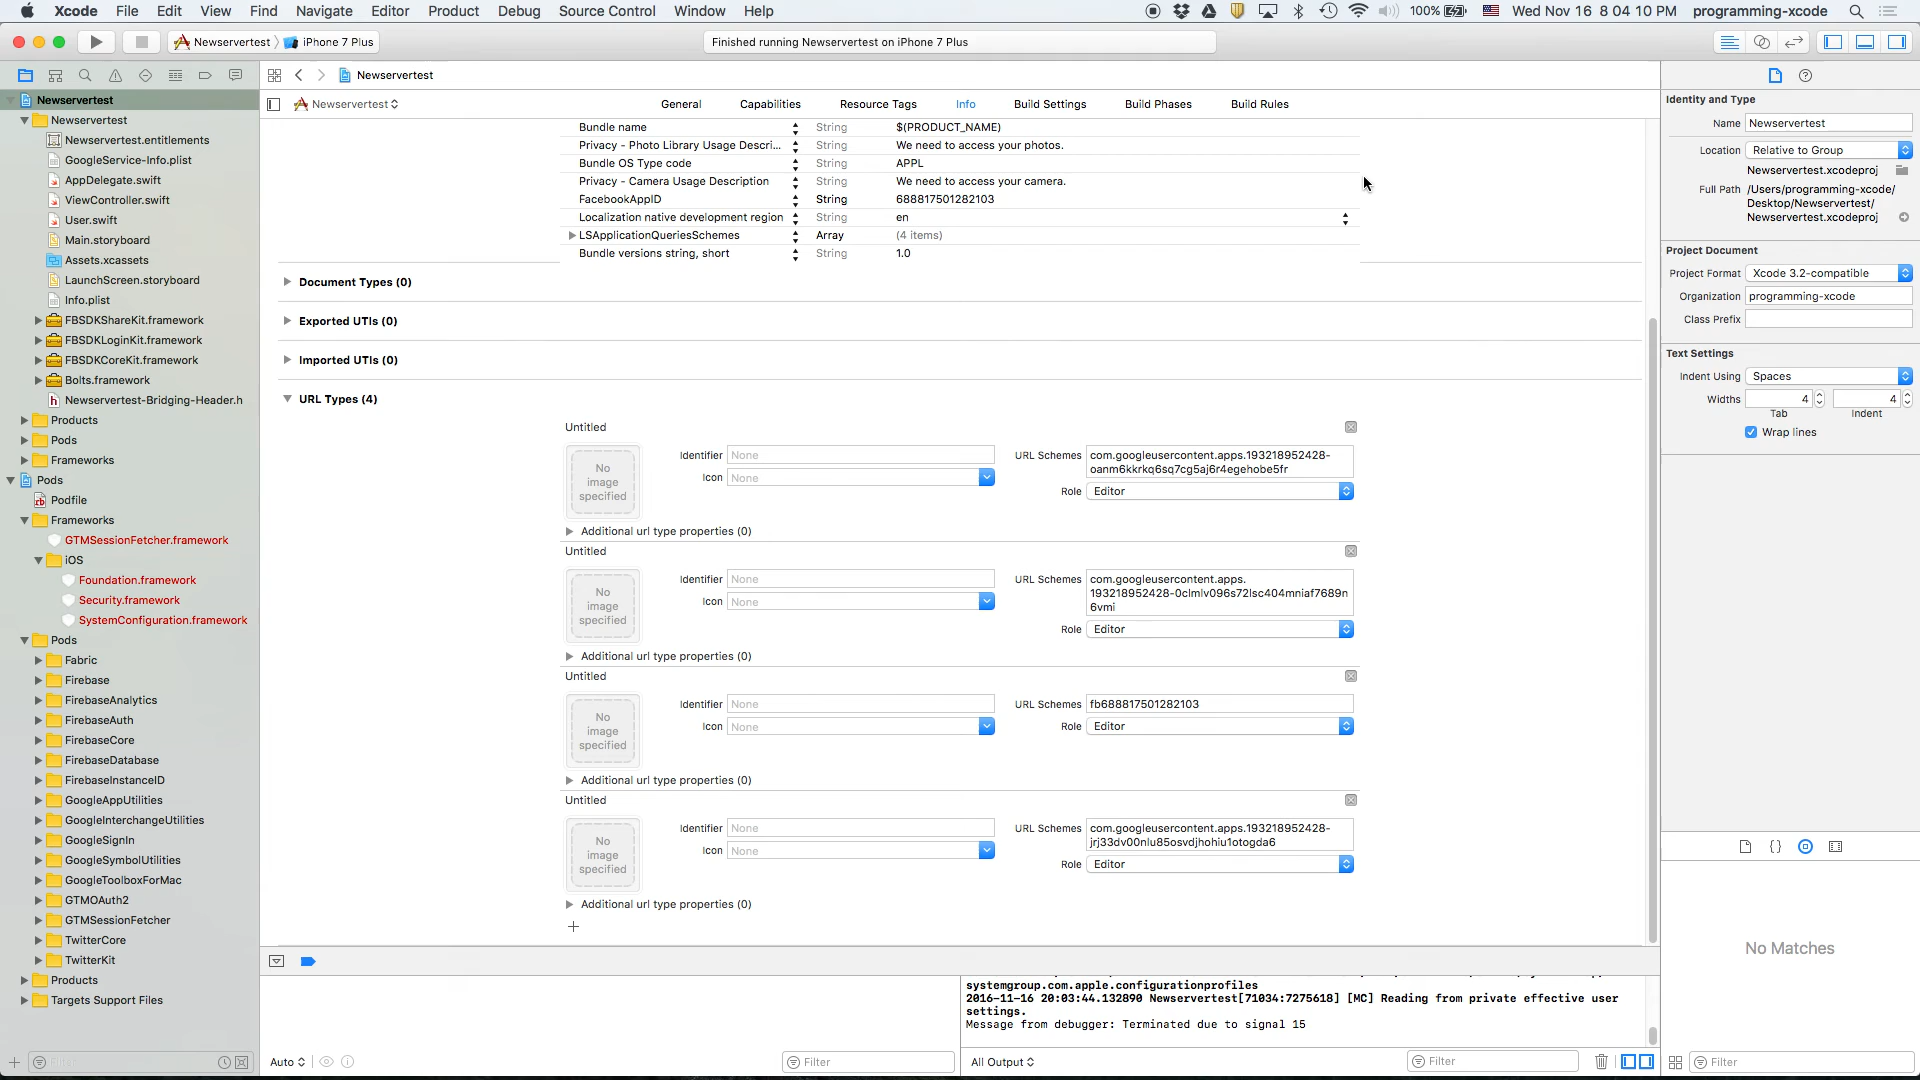 Xcode File Edit View Find Navigate Editor Product Debug Source Control Window Help 100% Wed Nov 16 8 04 10 PM programming-xcode
Newservertest iPhone 7 Plus
Finished running Newservertest on iPhone 7 Plus
Newservertest
Newservertest
Newservertest.entitlements
GoogleService-Info.plist
AppDelegate.swift
ViewController.swift
User.swift
Main.storyboard
Assets.xcassets
LaunchScreen.storyboard
Info.plist
FBSDKShareKit.framework
FBSDKLoginKit.framework
FBSDKCoreKit.framework
Bolts.framework
Newservertest-Bridging-Header.h
Products
Pods
Frameworks
Pods
Podfile
Frameworks
GTMSessionFetcher.framework
iOS
Foundation.framework
Security.framework
SystemConfiguration.framework
Pods
Fabric
Firebase
FirebaseAnalytics
FirebaseAuth
FirebaseCore
FirebaseDatabase
FirebaseInstanceID
GoogleAppUtilities
GoogleInterchangeUtilities
GoogleSignIn
GoogleSymbolUtilities
GoogleToolboxForMac
GTMOAuth2
GTMSessionFetcher
TwitterCore
TwitterKit
Products
Targets Support Files
Newservertest
Newservertest General Capabilities Resource Tags Info Build Settings Build Phases Build Rules
Bundle name String $(PRODUCT_NAME)
Privacy - Photo Library Usage Descri... String We need to access your photos.
Bundle OS Type code String APPL
Privacy - Camera Usage Description String We need to access your camera.
FacebookAppID String 688817501282103
Localization native development region String en
LSApplicationQueriesSchemes Array (4 items)
Bundle versions string, short String 1.0
Document Types (0)
Exported UTIs (0)
Imported UTIs (0)
URL Types (4)
Untitled
No image specified
Identifier None
Icon None
URL Schemes com.googleusercontent.apps.193218952428-
oanm6kkrkq6sq7cg5aj6r4egehobe5fr
Role Editor
Additional url type properties (0)
Untitled
No image specified
Identifier None
Icon None
URL Schemes com.googleusercontent.apps.
193218952428-0clmlv096s72lsc404mniaf7689n
6vmi
Role Editor
Additional url type properties (0)
Untitled
No image specified
Identifier None
Icon None
URL Schemes fb688817501282103
Role Editor
Additional url type properties (0)
Untitled
No image specified
Identifier None
Icon None
URL Schemes com.googleusercontent.apps.193218952428-
jrj33dv00nlu85osvdjhohiu1otogda6
Role Editor
Additional url type properties (0)
Auto
Filter
systemgroup.com.apple.configurationprofiles
2016-11-16 20:03:44.132890 Newservertest[71034:7275618] [MC] Reading from private effective user
settings.
Message from debugger: Terminated due to signal 15
All Output
Filter
Identity and Type
Name Newservertest
Location Relative to Group
Newservertest.xcodeproj
Full Path /Users/programming-xcode/
Desktop/Newservertest/
Newservertest.xcodeproj
Project Document
Project Format Xcode 3.2-compatible
Organization programming-xcode
Class Prefix
Text Settings
Indent Using Spaces
Widths 4 4
Tab Indent
Wrap lines
No Matches
Filter